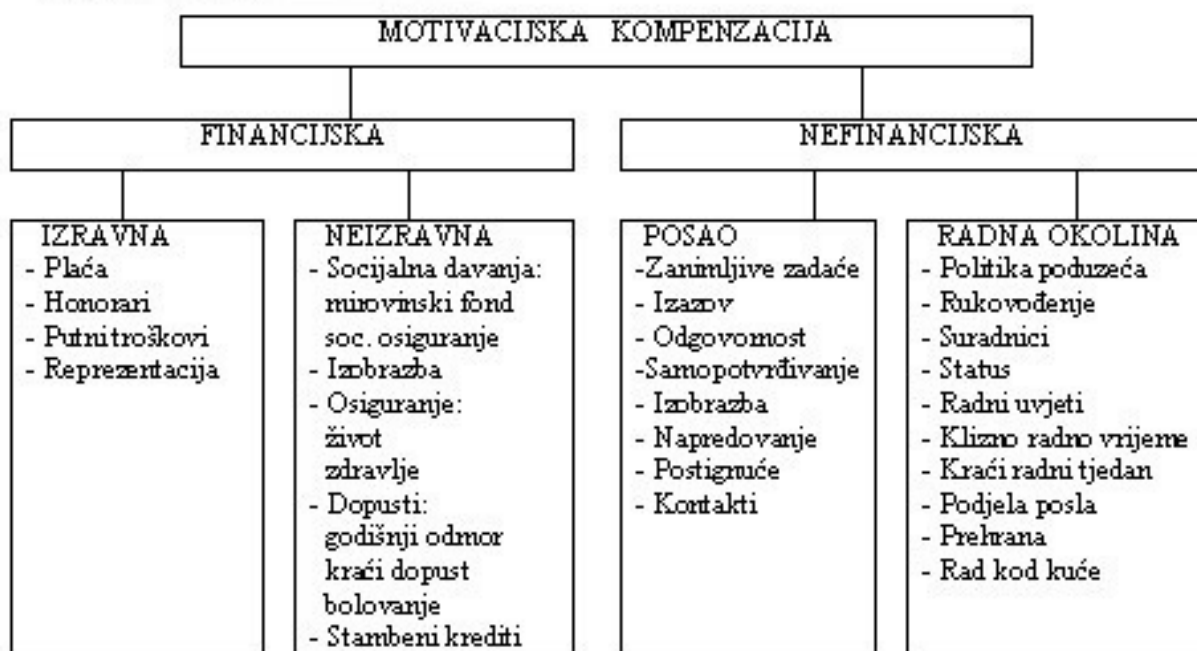 MOTIVACIJSKA KOMPENZACIJA
FINANCIJSKA
NEFINANCIJSKA
IZRAVNA
- Plaća
- Honorari
- Putni troškovi
- Reprezentacija
NEIZRAVNA
- Socijalna davanja:
mirovinski fond
soc. osiguranje
- Izobrazba
- Osiguranje:
život
zdravlje
- Dopusti:
godišnji odmor
kraći dopust
bolovanje
- Stambeni krediti
POSAO
-Zanimljive zadaće
- Izazov
- Odgovornost
-Samopotvrđivanje
- Izobrazba
- Napredovanje
- Postignuće
- Kontakti
RADNA OKOLINA
- Politika poduzeća
- Rukovođenje
- Suradnici
- Status
- Radni uvjeti
- Klizno radno vrijeme
- Kraći radni tjedan
- Podjela posla
- Prehrana
- Rad kod kuće